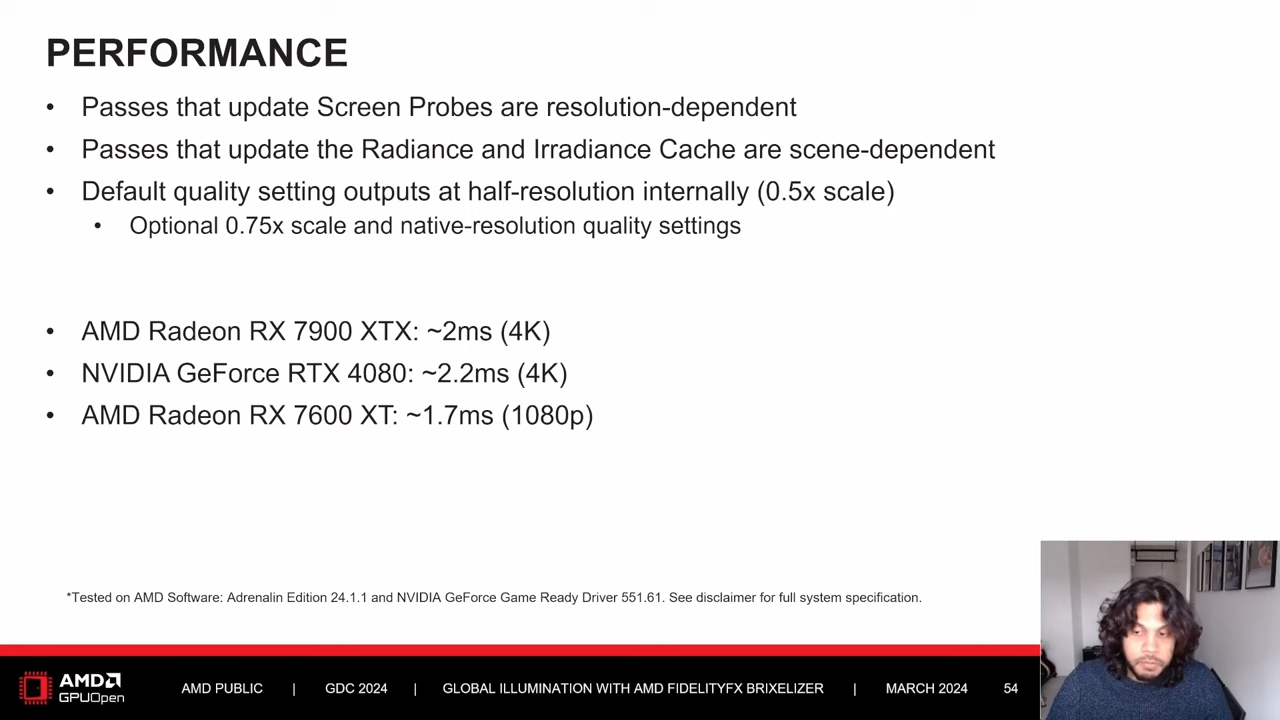 PERFORMANCE
• Passes that update Screen Probes are resolution-dependent
• Passes that update the Radiance and Irradiance Cache are scene-dependent
• Default quality setting outputs at half-resolution internally (0.5x scale)
• Optional 0.75x scale and native-resolution quality settings
• AMD Radeon RX 7900 XTX: ~2ms (4K)
• NVIDIA GeForce RTX 4080: ~2.2ms (4K)
• AMD Radeon RX 7600 XT: ~1.7ms (1080p)
*Tested on AMD Software: Adrenalin Edition 24.1.1 and NVIDIA GeForce Game Ready Driver 551.61. See disclaimer for full system specification.
AMD
GPUOpen
AMD PUBLIC | GDC 2024 | GLOBAL ILLUMINATION WITH AMD FIDELITYFX BRIXELIZER | MARCH 2024 54